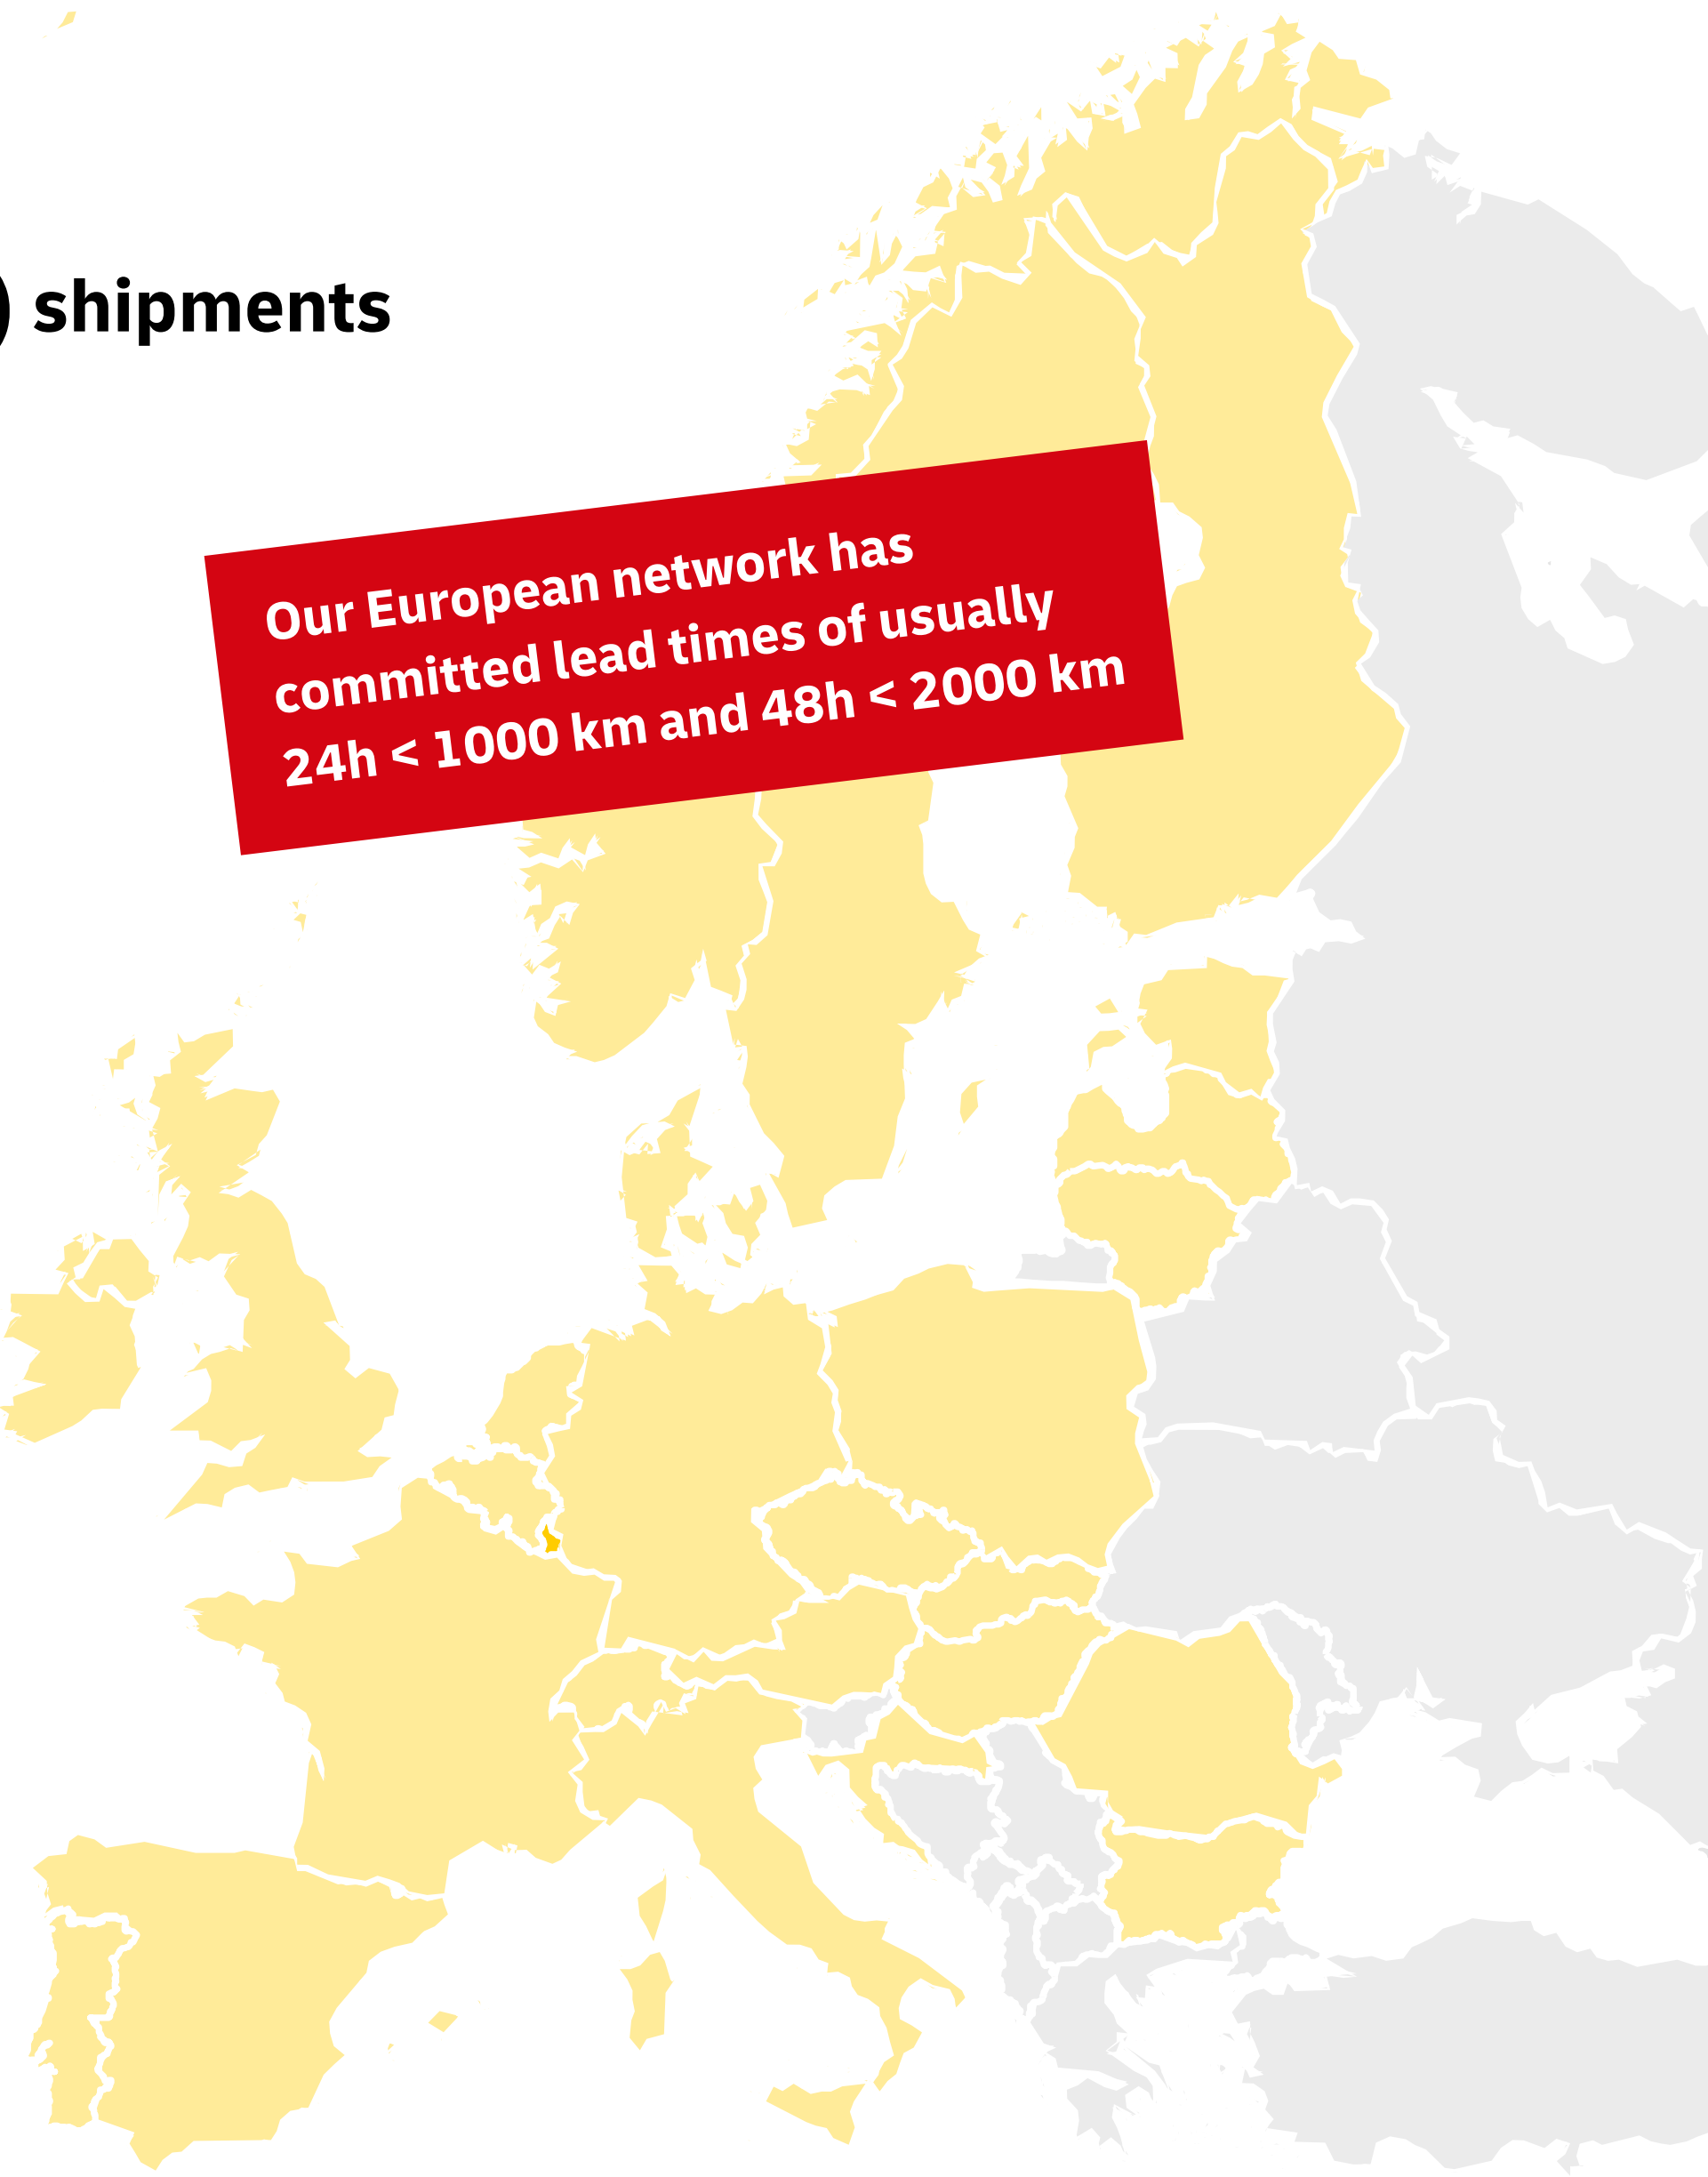 ) shipments
Our European network has
committed lead times of usually
24h < 1000 km and 48h < 2000 km